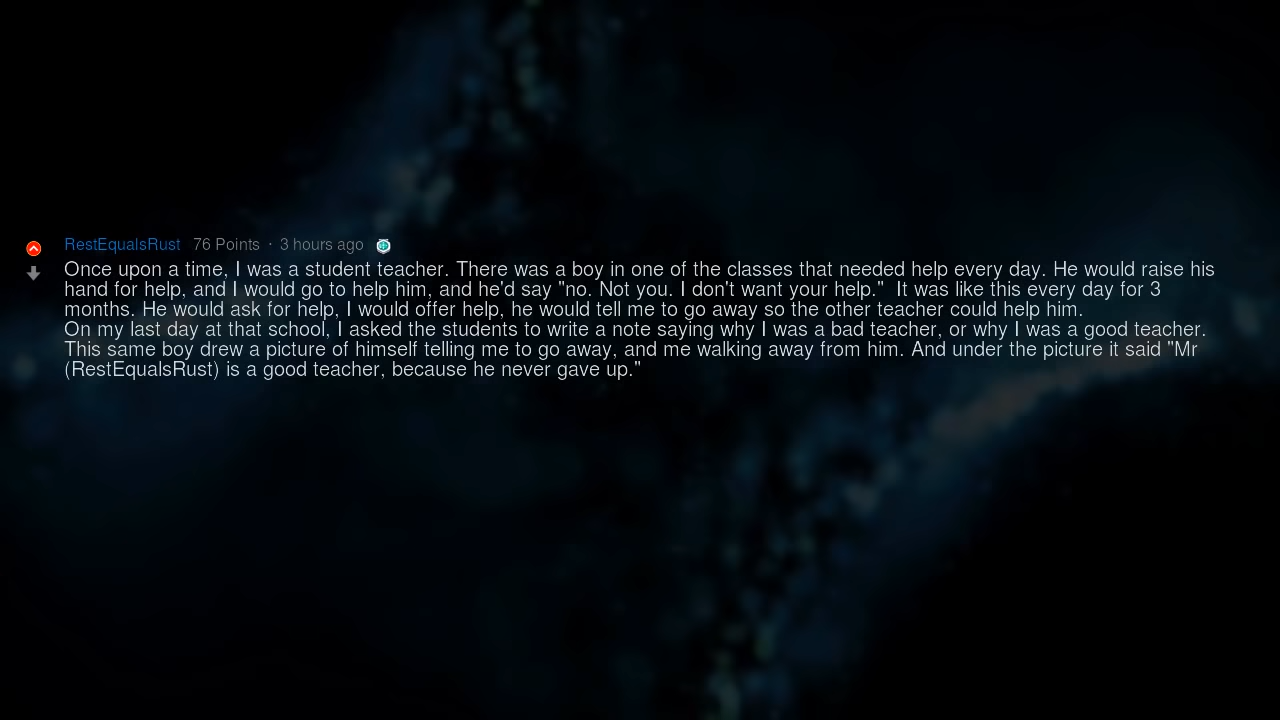 RestEqualsRust 76 Points · 3 hours ago
Once upon a time, I was a student teacher. There was a boy in one of the classes that needed help every day. He would raise his
hand for help, and I would go to help him, and he'd say "no. Not you. I don't want your help."  It was like this every day for 3
months. He would ask for help, I would offer help, he would tell me to go away so the other teacher could help him.
On my last day at that school, I asked the students to write a note saying why I was a bad teacher, or why I was a good teacher.
This same boy drew a picture of himself telling me to go away, and me walking away from him. And under the picture it said "Mr
(RestEqualsRust) is a good teacher, because he never gave up."